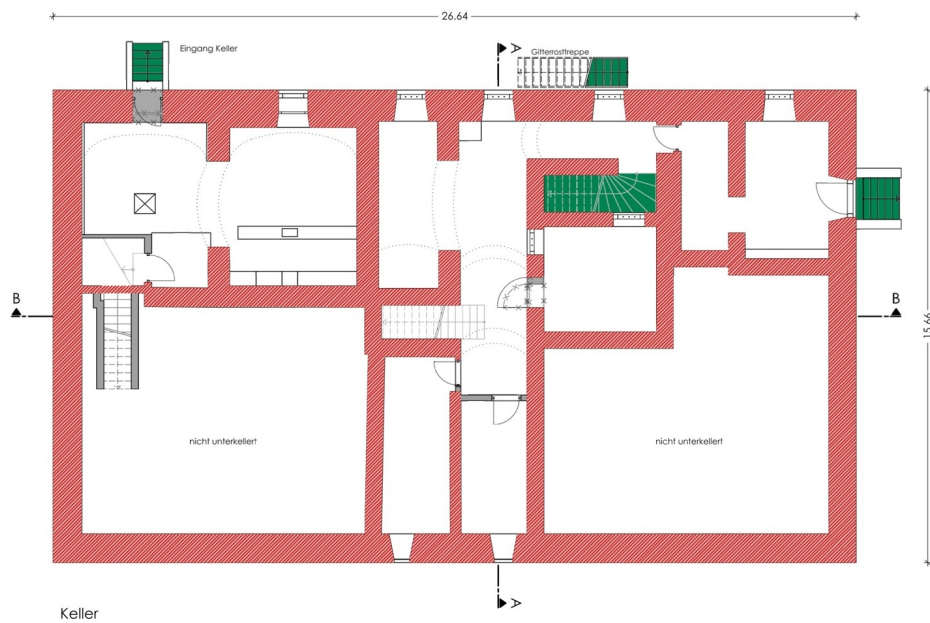 26.64
Eingang Keller
A
Gitterrosttreppe
B
B
15.66
nicht unterkellert
nicht unterkellert
A
Keller